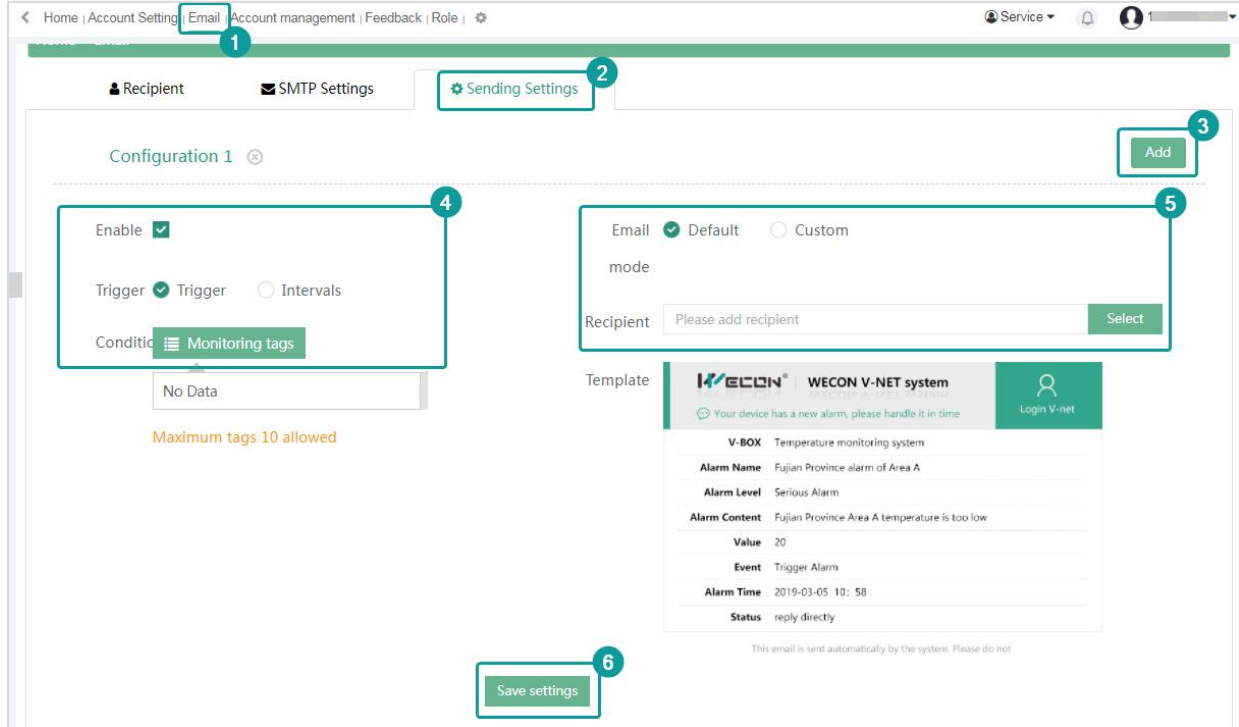 Home | Account Setting | Email | Account management | Feedback | Role |
Service
1
1
Home Email
Recipient
SMTP Settings
Sending Settings
2
3
Configuration 1
Add
4
5
Enable
Trigger Trigger Intervals
Conditic Monitoring tags
No Data
Maximum tags 10 allowed
Email Default Custom
mode
Recipient Please add recipient Select
Template
WECON® WECON V-NET system
Your device has a new alarm, please handle it in time
Login V-net
V-BOX Temperature monitoring system
Alarm Name Fujian Province alarm of Area A
Alarm Level Serious Alarm
Alarm Content Fujian Province Area A temperature is too low
Value 20
Event Trigger Alarm
Alarm Time 2019-03-05 10: 58
Status reply directly
This email is sent automatically by the system. Please do not
6
Save settings